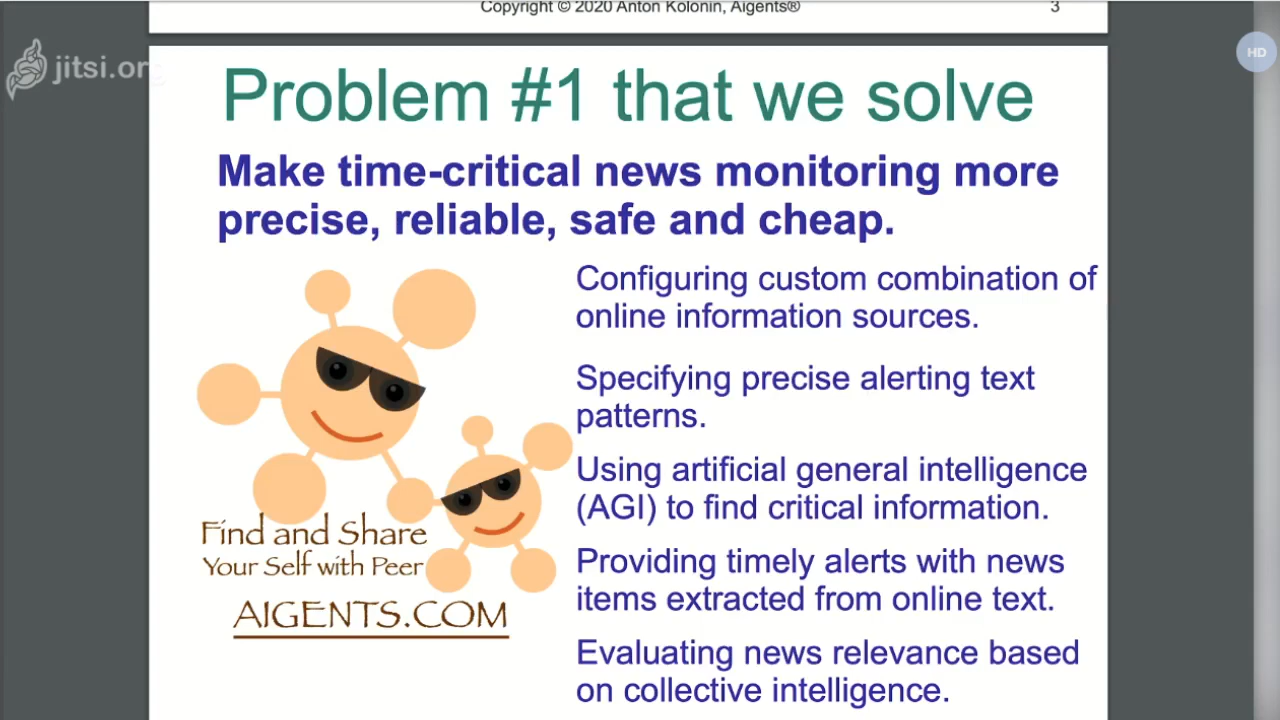 Copyright © 2020 Anton Kolonin, Aigents® 3
jitsi.org
HD
Problem #1 that we solve
Make time-critical news monitoring more
precise, reliable, safe and cheap.
Configuring custom combination of
online information sources.
Specifying precise alerting text
patterns.
Using artificial general intelligence
(AGI) to find critical information.
Providing timely alerts with news
items extracted from online text.
Evaluating news relevance based
on collective intelligence.
Find and Share
Your Self with Peer
AIGENTS.COM